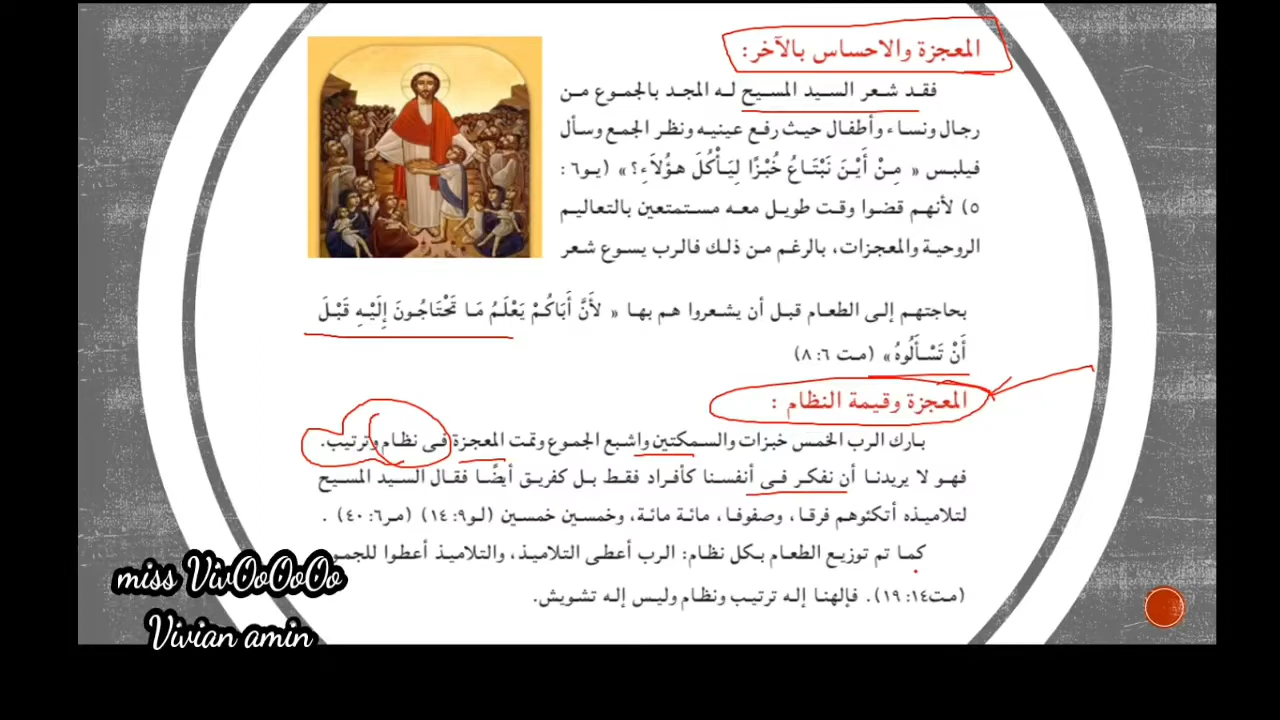 المعجزة والاحساس بالآخر:
فقد شعر السيد المسيح له المجد بالجموع من
رجال ونساء وأطفال حيث رفع عينيه ونظر الجمع وسأل
فيلبس « مِنْ أَيْنَ نَبْتَاعُ خُبْزًا لِيَأْكُلَ هؤُلاَءِ؟ » (يو٦ :
٥) لأنهم قضوا وقت طويل معه مستمتعين بالتعاليم
الروحية والمعجزات، بالرغم من ذلك فالرب يسوع شعر
بحاجتهم إلى الطعام قبل أن يشعروا هم بها « لأَنَّ أَبَاكُمْ يَعْلَمُ مَا تَحْتَاجُونَ إِلَيْهِ قَبْلَ
أَنْ تَسْأَلُوهُ » (مت ٦: ٨)
المعجزة وقيمة النظام :
بارك الرب الخمس خبزات والسمكتين واشبع الجموع وتمت المعجزة فى نظام وترتيب.
فهو لا يريدنا أن نفكر فى أنفسنا كأفراد فقط بل كفريق أيضًا فقال السيد المسيح
لتلاميذه أتكئوهم فرقا، وصفوفا، مائة مائة، وخمسين خمسين (لو٩: ١٤) (مر٦: ٤٠) .
كما تم توزيع الطعام بكل نظام: الرب أعطى التلاميذ، والتلاميذ أعطوا للجمو
(مت١٤: ١٩). فإلهنا إله ترتيب ونظام وليس إله تشويش.
miss VivOoOoOo
Vivian amin